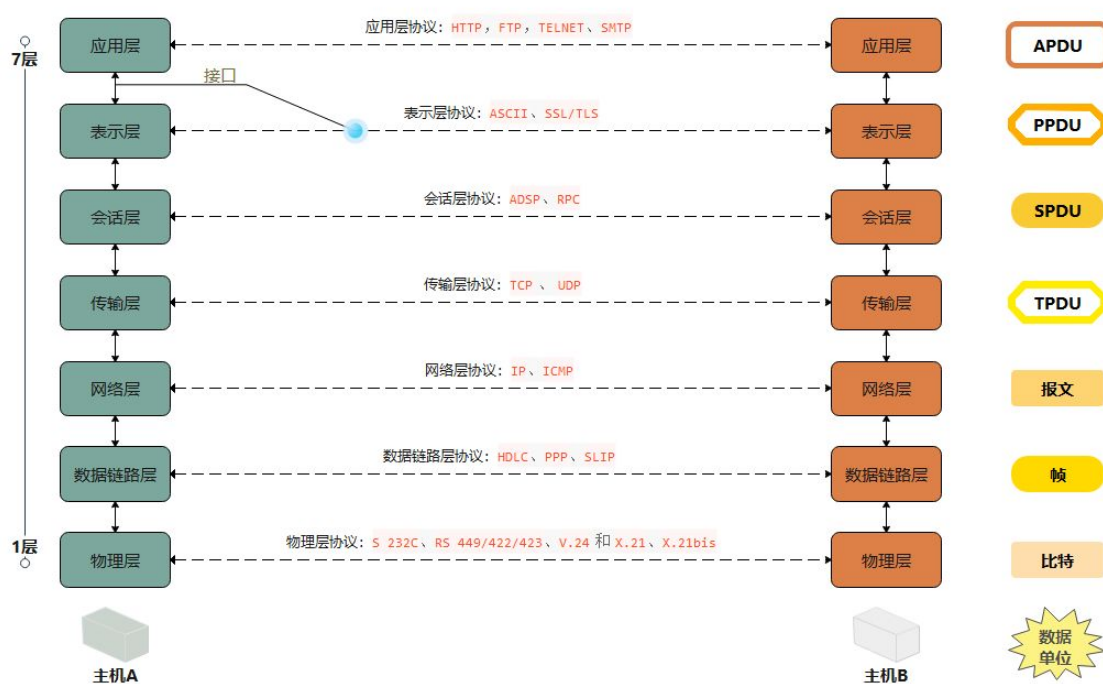 应用层
应用层协议：HTTP，FTP，TELNET、SMTP
应用层
APDU
7层
接口
表示层
表示层协议：ASCII、SSL/TLS
表示层
PPDU
会话层
会话层协议：ADSP、RPC
会话层
SPDU
传输层
传输层协议：TCP 、 UDP
传输层
TPDU
网络层
网络层协议：IP、ICMP
网络层
报文
数据链路层
数据链路层协议：HDLC、PPP、SLIP
数据链路层
帧
1层
物理层
物理层协议：S 232C、RS 449/422/423、V.24 和 X.21、X.21bis
物理层
比特
主机A
主机B
数据
单位